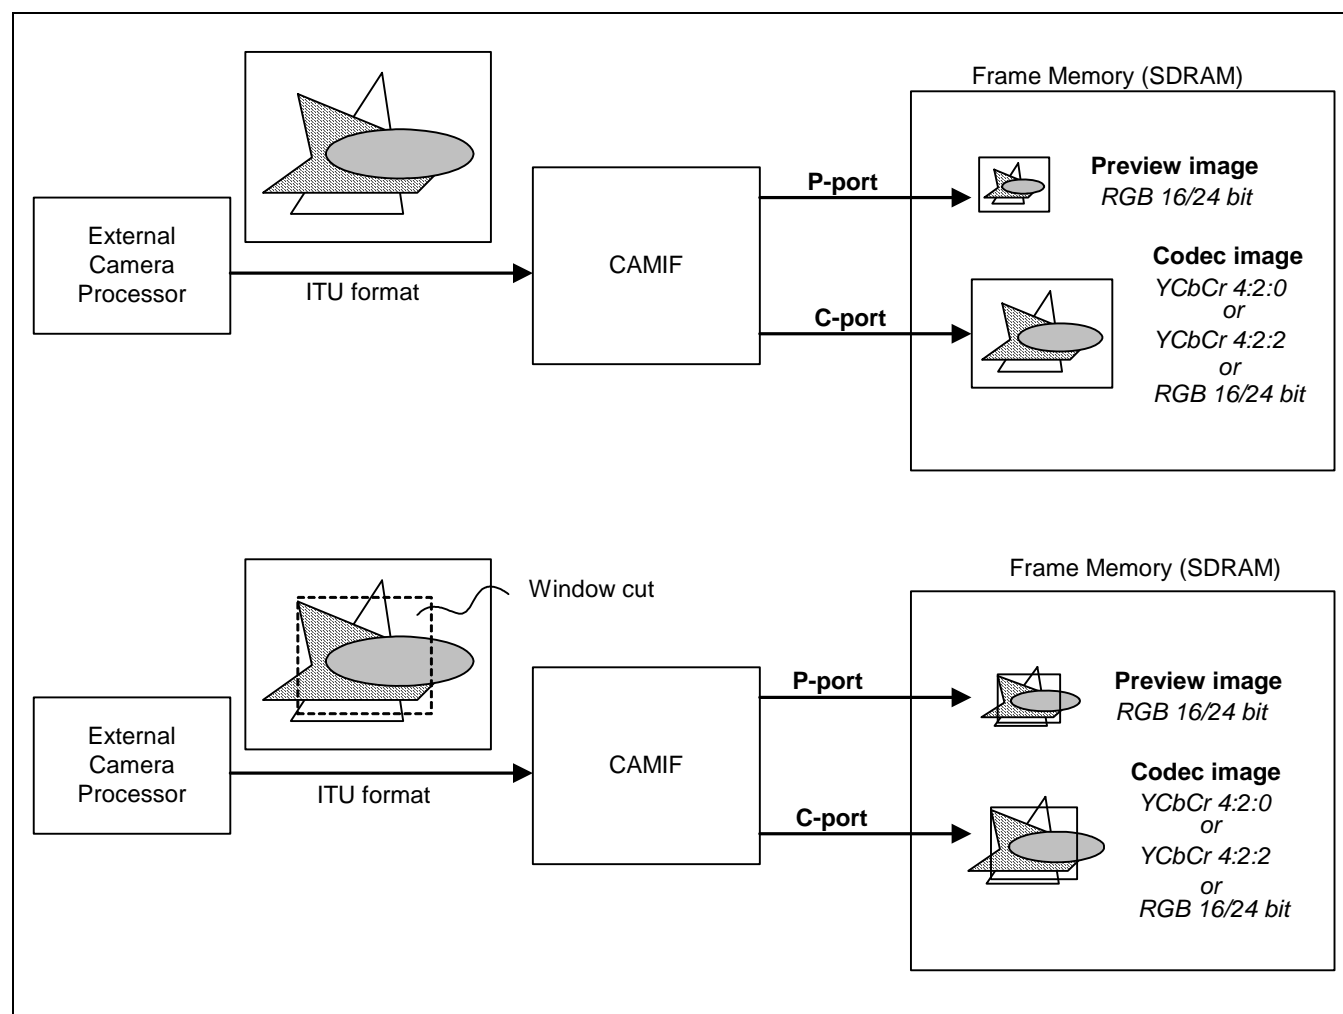 Frame Memory (SDRAM)
External
Camera
Processor
ITU format
CAMIF
P-port
C-port
Preview image
RGB 16/24 bit
Codec image
YCbCr 4:2:0
or
YCbCr 4:2:2
or
RGB 16/24 bit
Window cut
Frame Memory (SDRAM)
External
Camera
Processor
ITU format
CAMIF
P-port
C-port
Preview image
RGB 16/24 bit
Codec image
YCbCr 4:2:0
or
YCbCr 4:2:2
or
RGB 16/24 bit